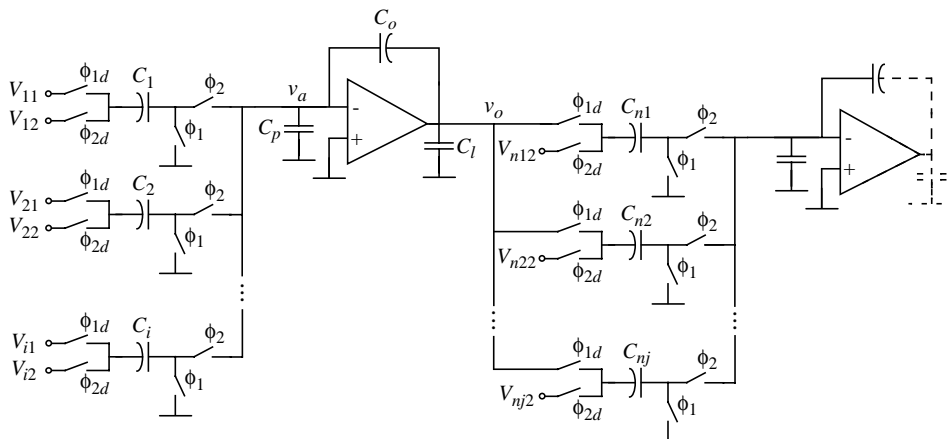 C_o
ϕ_1d C_1 ϕ_2
V_11
V_12
ϕ_2d
ϕ_1
v_a
C_p
-
+
C_l
v_o
ϕ_1d C_n1 ϕ_2
V_n12
ϕ_2d
ϕ_1
-
+
ϕ_1d C_2 ϕ_2
V_21
V_22
ϕ_2d
ϕ_1
ϕ_1d C_n2 ϕ_2
V_n22
ϕ_2d
ϕ_1
ϕ_1d C_i ϕ_2
V_i1
V_i2
ϕ_2d
ϕ_1
ϕ_1d C_nj ϕ_2
V_nj2
ϕ_2d
ϕ_1